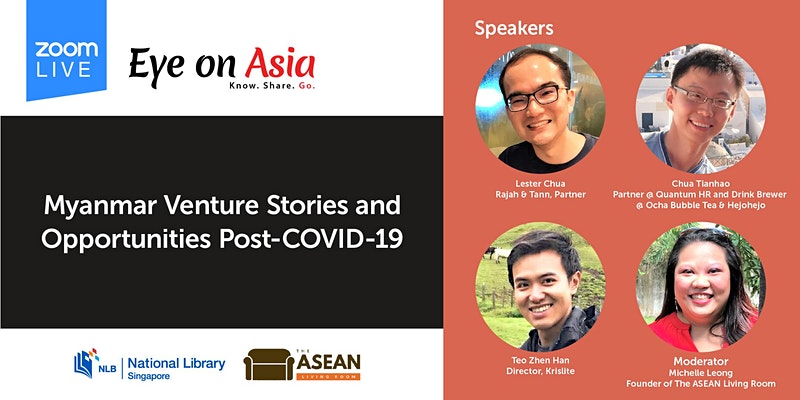 zoom
LIVE
Eye on Asia
Know. Share. Go.
Myanmar Venture Stories and
Opportunities Post-COVID-19
NLB
National Library
Singapore
THE
ASEAN
LIVING ROOM
Speakers
Lester Chua
Rajah & Tann, Partner
Chua Tianhao
Partner @ Quantum HR and Drink Brewer
@ Ocha Bubble Tea & Hejohejo
Teo Zhen Han
Director, Krislite
Moderator
Michelle Leong
Founder of The ASEAN Living Room